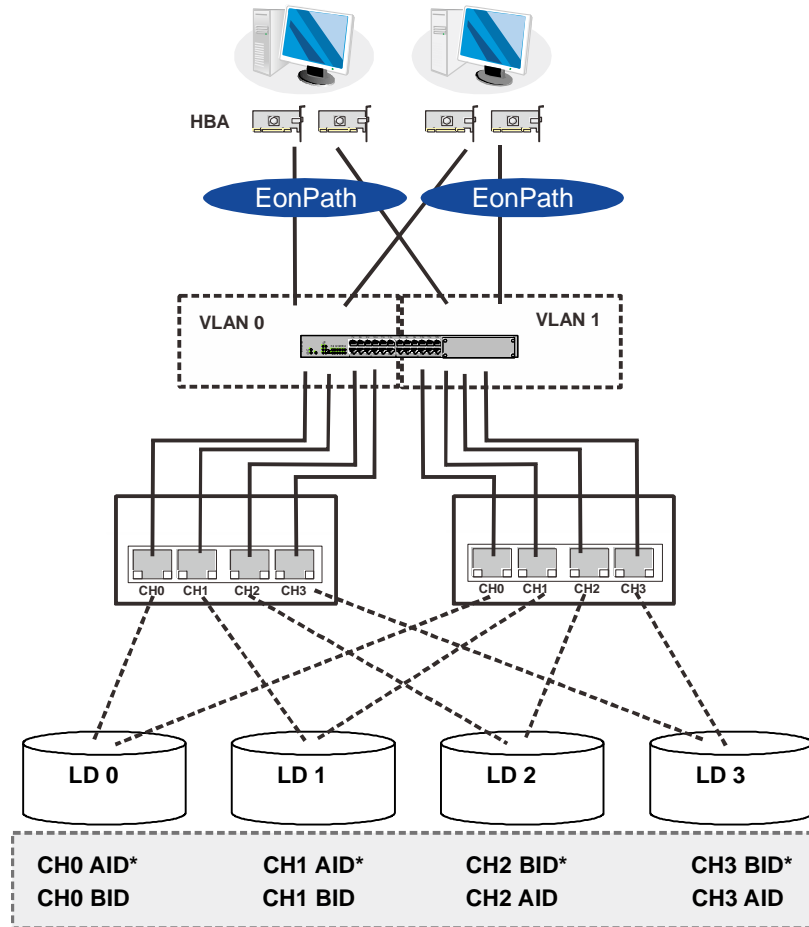 HBA
EonPath EonPath
VLAN 0 VLAN 1
CH0 CH1 CH2 CH3 CH0 CH1 CH2 CH3
LD 0 LD 1 LD 2 LD 3
CH0 AID* CH1 AID* CH2 BID* CH3 BID*
CH0 BID CH1 BID CH2 AID CH3 AID